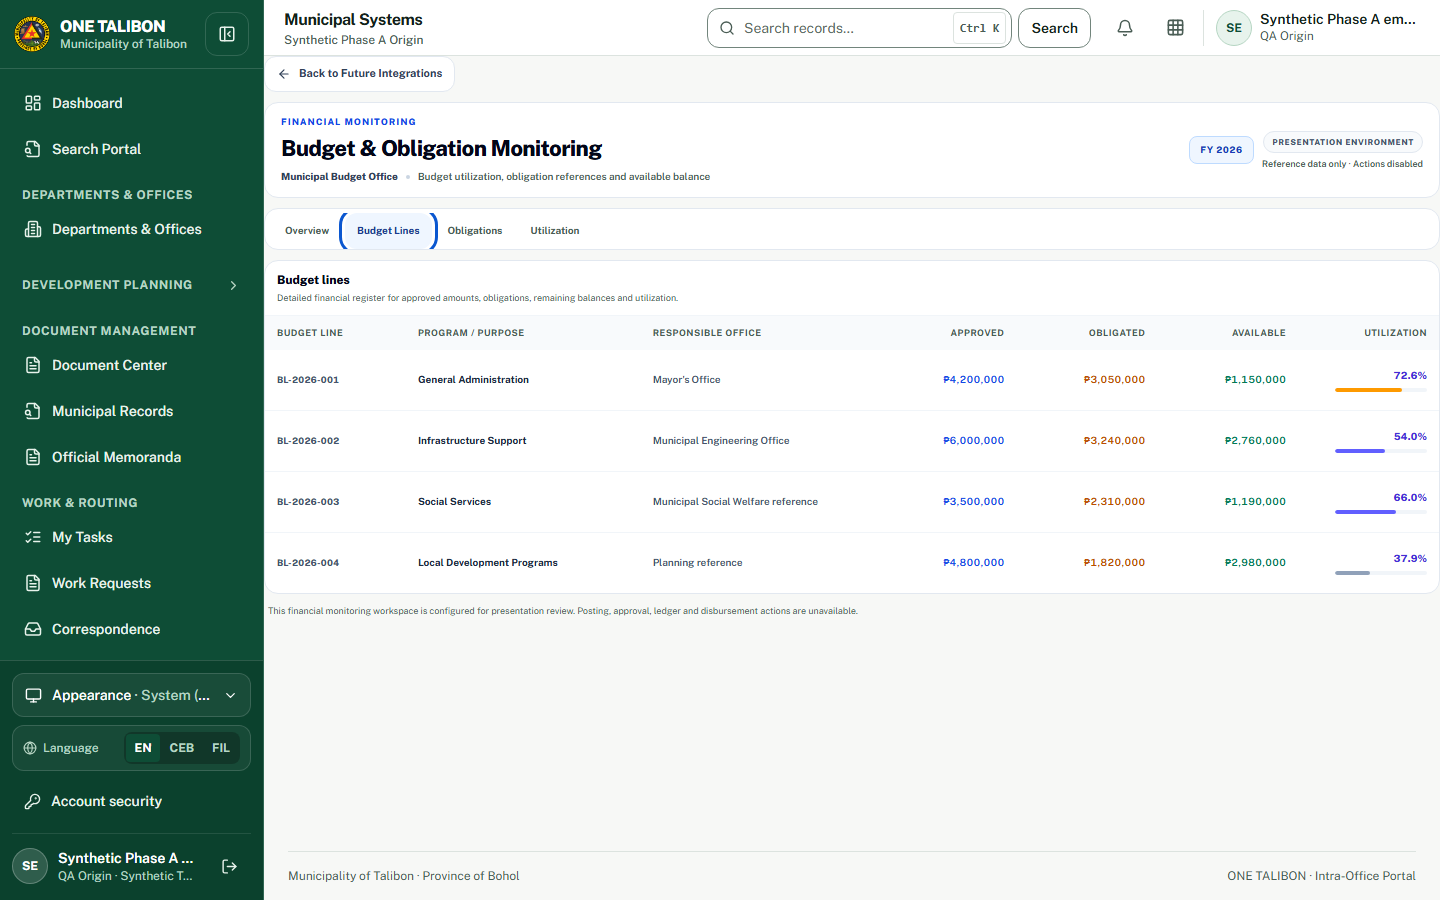 ONE TALIBON
Municipality of Talibon
Dashboard
Search Portal
DEPARTMENTS & OFFICES
Departments & Offices
DEVELOPMENT PLANNING
DOCUMENT MANAGEMENT
Document Center
Municipal Records
Official Memoranda
WORK & ROUTING
My Tasks
Work Requests
Correspondence
Appearance · System (...
Language EN CEB FIL
Account security
SE Synthetic Phase A ...
QA Origin · Synthetic T...
Municipal Systems
Synthetic Phase A Origin
Search records... Ctrl K Search
SE Synthetic Phase A em...
QA Origin
Back to Future Integrations
FINANCIAL MONITORING
Budget & Obligation Monitoring
Municipal Budget Office Budget utilization, obligation references and available balance
FY 2026 PRESENTATION ENVIRONMENT
Reference data only · Actions disabled
Overview Budget Lines Obligations Utilization
Budget lines
Detailed financial register for approved amounts, obligations, remaining balances and utilization.
BUDGET LINE PROGRAM / PURPOSE RESPONSIBLE OFFICE APPROVED OBLIGATED AVAILABLE UTILIZATION
BL-2026-001 General Administration Mayor's Office ₱4,200,000 ₱3,050,000 ₱1,150,000 72.6%
BL-2026-002 Infrastructure Support Municipal Engineering Office ₱6,000,000 ₱3,240,000 ₱2,760,000 54.0%
BL-2026-003 Social Services Municipal Social Welfare reference ₱3,500,000 ₱2,310,000 ₱1,190,000 66.0%
BL-2026-004 Local Development Programs Planning reference ₱4,800,000 ₱1,820,000 ₱2,980,000 37.9%
This financial monitoring workspace is configured for presentation review. Posting, approval, ledger and disbursement actions are unavailable.
Municipality of Talibon · Province of Bohol
ONE TALIBON · Intra-Office Portal